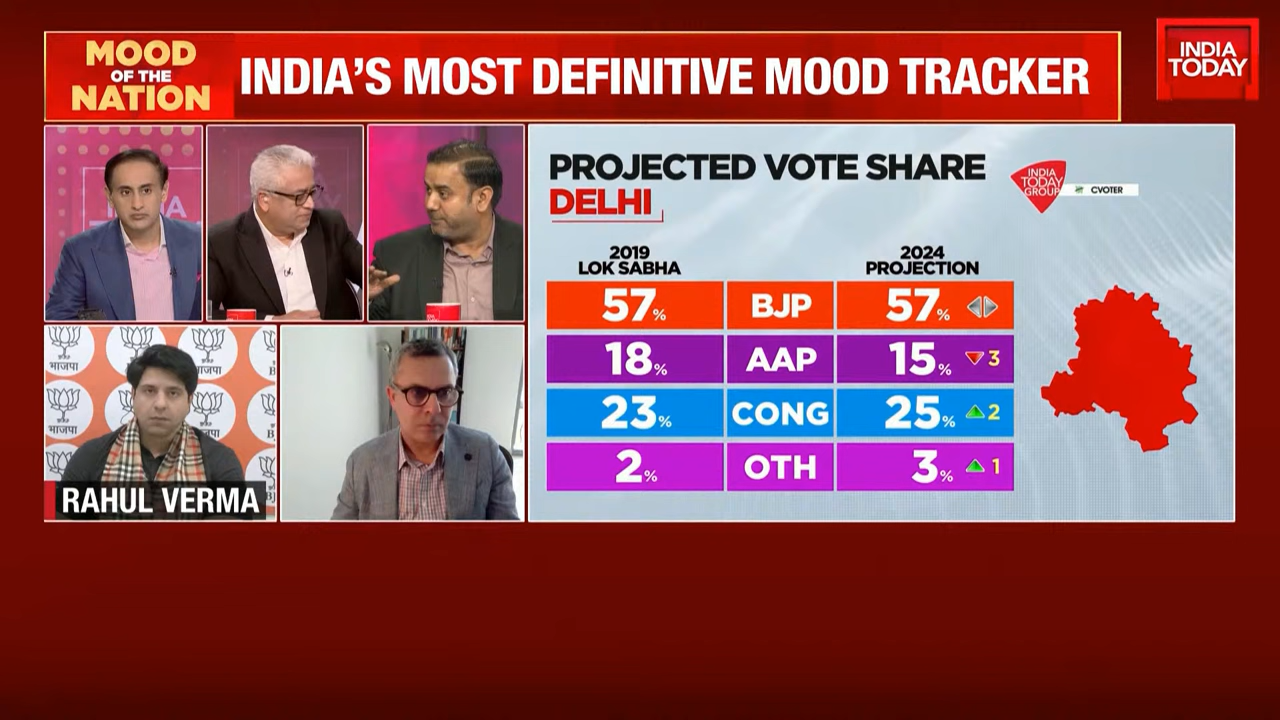 MOOD
OF THE
NATION
INDIA'S MOST DEFINITIVE MOOD TRACKER
INDIA
TODAY
PROJECTED VOTE SHARE
DELHI
INDIA
TODAY
GROUP
CVOTER
2019
LOK SABHA
2024
PROJECTION
57% BJP 57%
18% AAP 15% 3
23% CONG 25% 2
2% OTH 3% 1
भाजपा
भाजपा
भाजपा
RAHUL VERMA